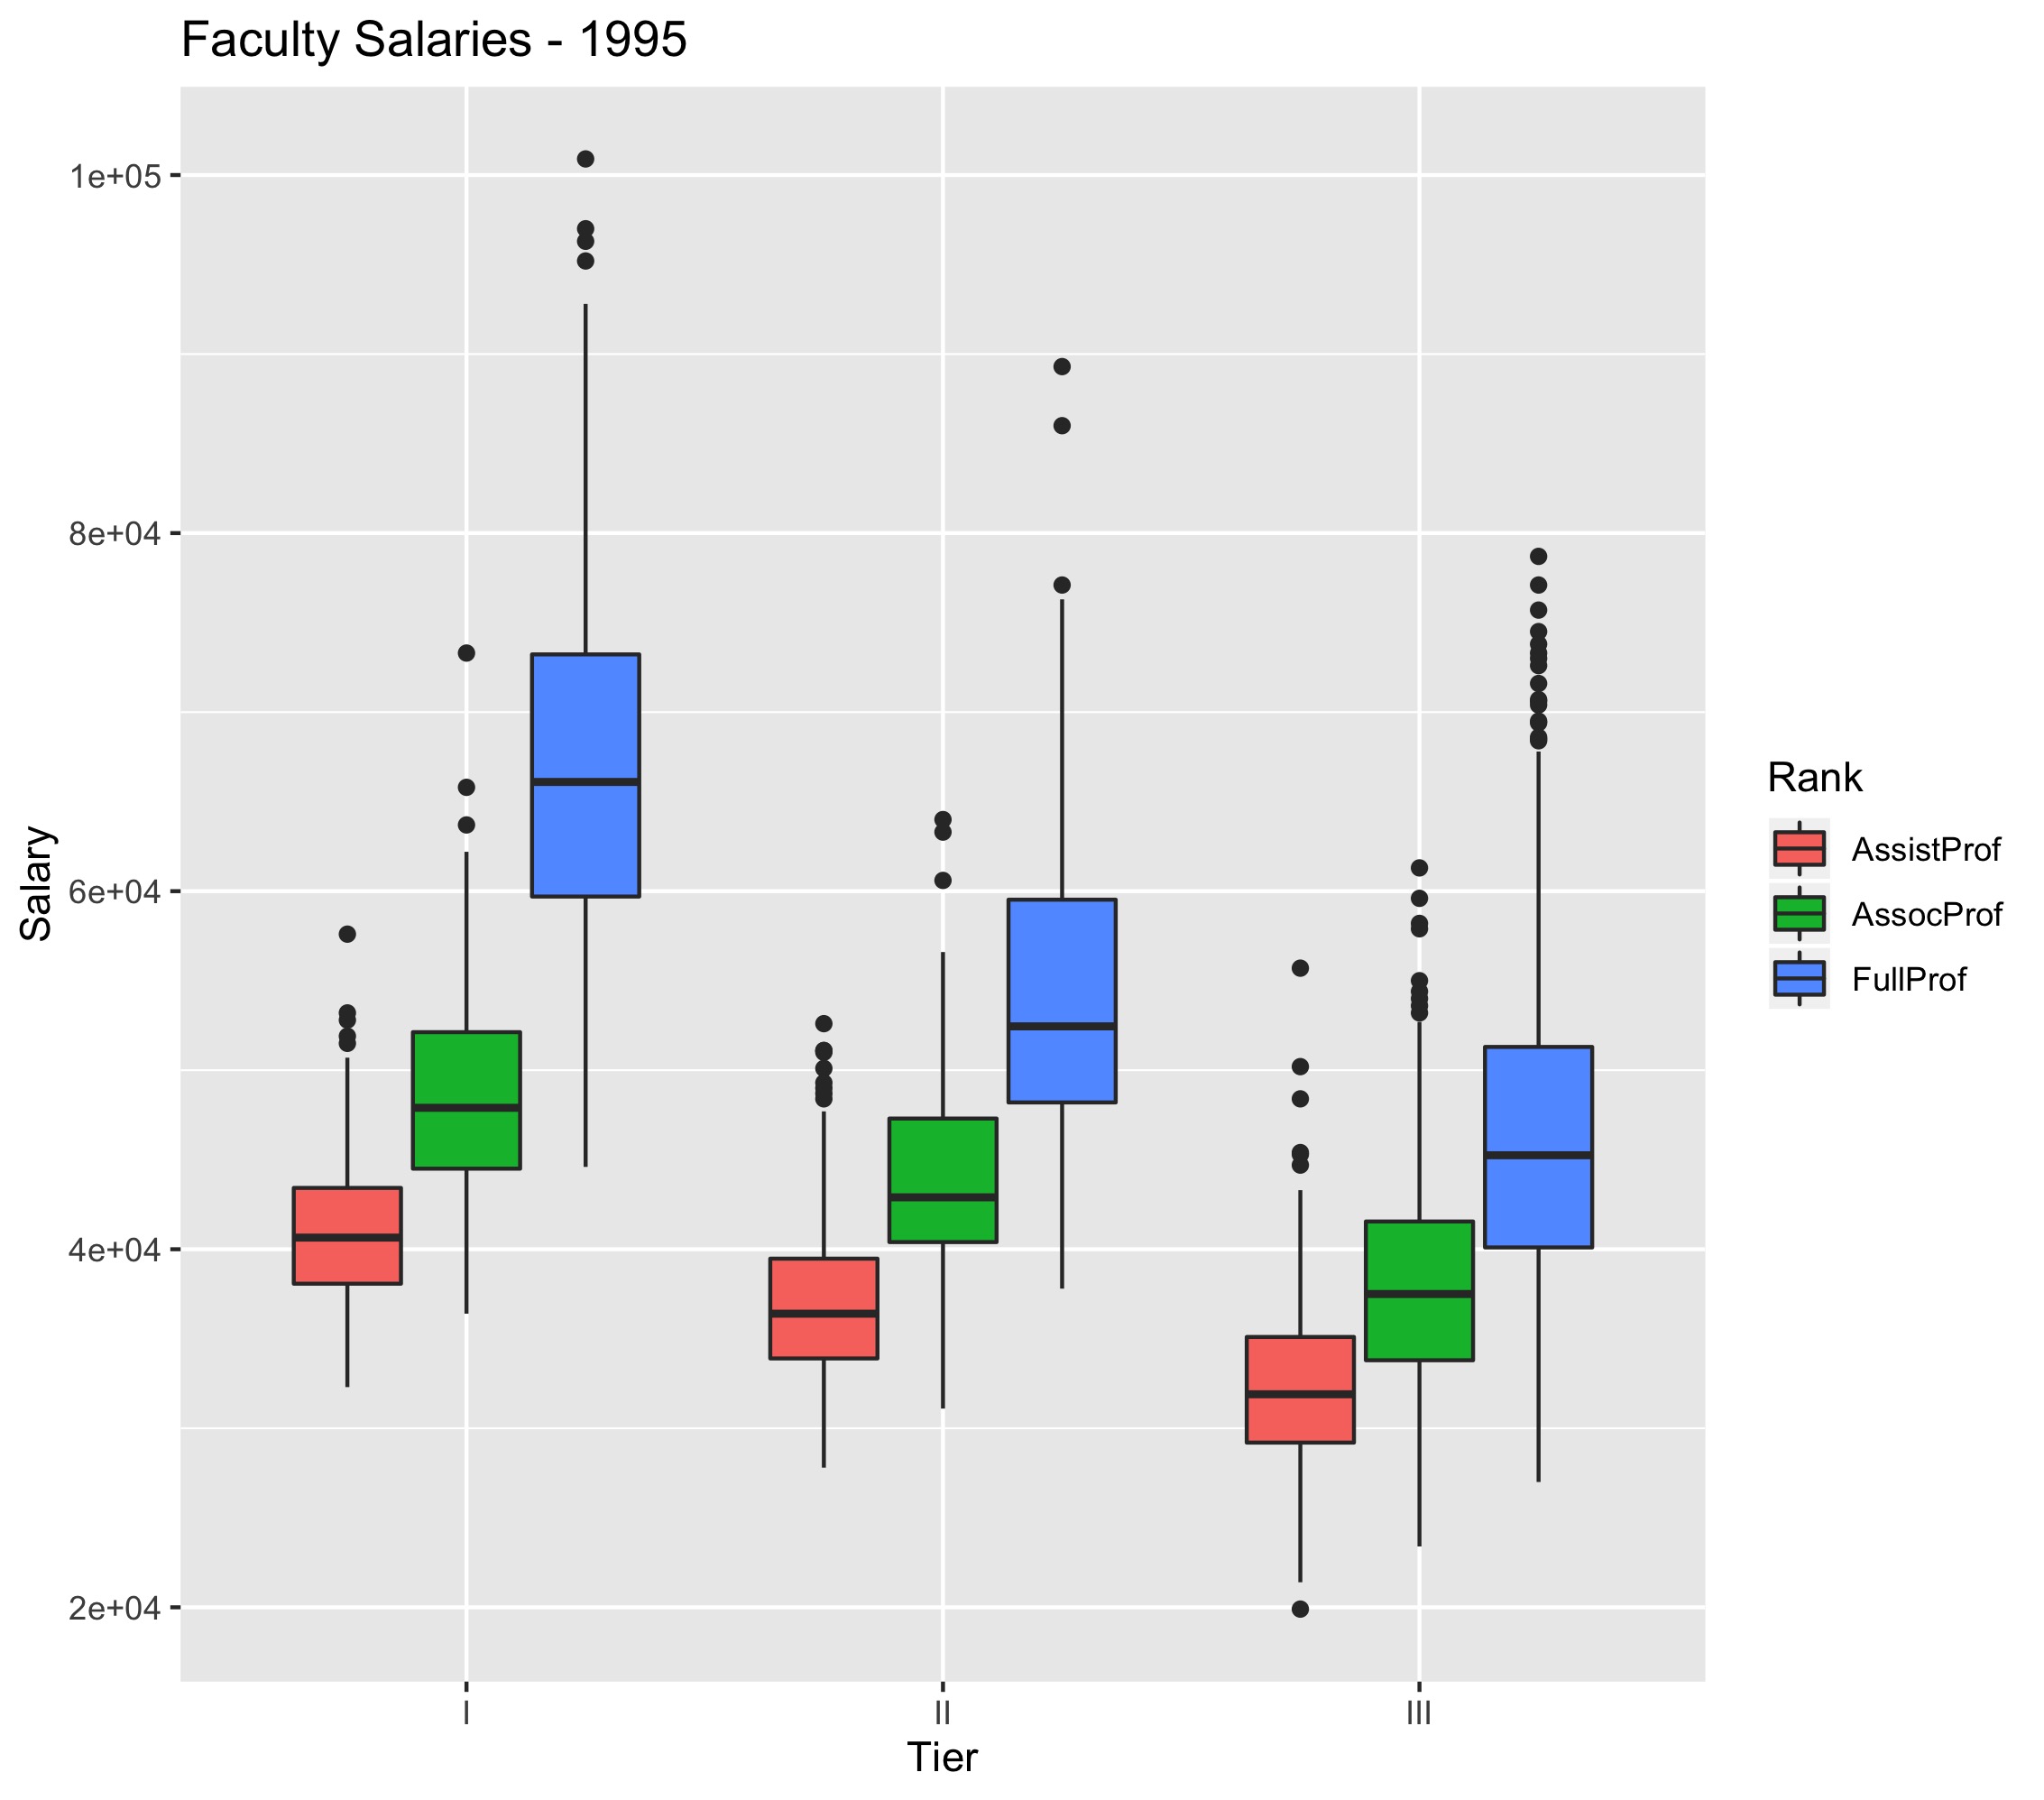 Faculty Salaries - 1995
1e+05
8e+04
6e+04
4e+04
2e+04
Salary
I
II
III
Tier
Rank
AssistProf
AssocProf
FullProf